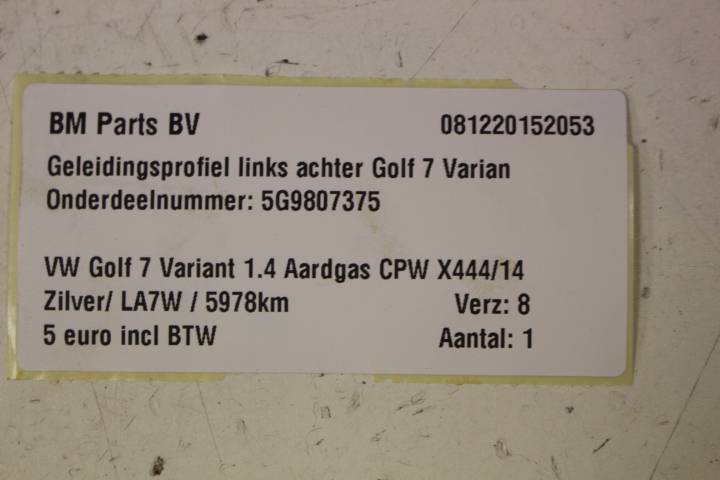 BM Parts BV 081220152053
Geleidingsprofiel links achter Golf 7 Varian
Onderdeelnummer: 5G9807375
VW Golf 7 Variant 1.4 Aardgas CPW X444/14
Zilver/ LA7W / 5978km Verz: 8
5 euro incl BTW Aantal: 1